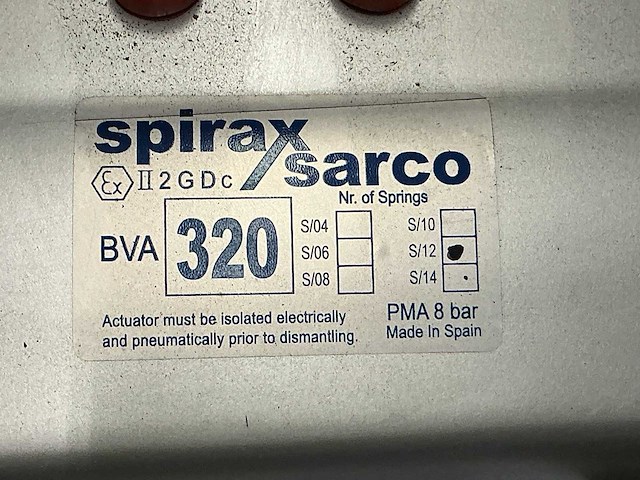 spirax
sarco
Ex II 2 G D c
Nr. of Springs
BVA 320
S/04 S/10
S/06 S/12
S/08 S/14
Actuator must be isolated electrically
and pneumatically prior to dismantling.
PMA 8 bar
Made In Spain